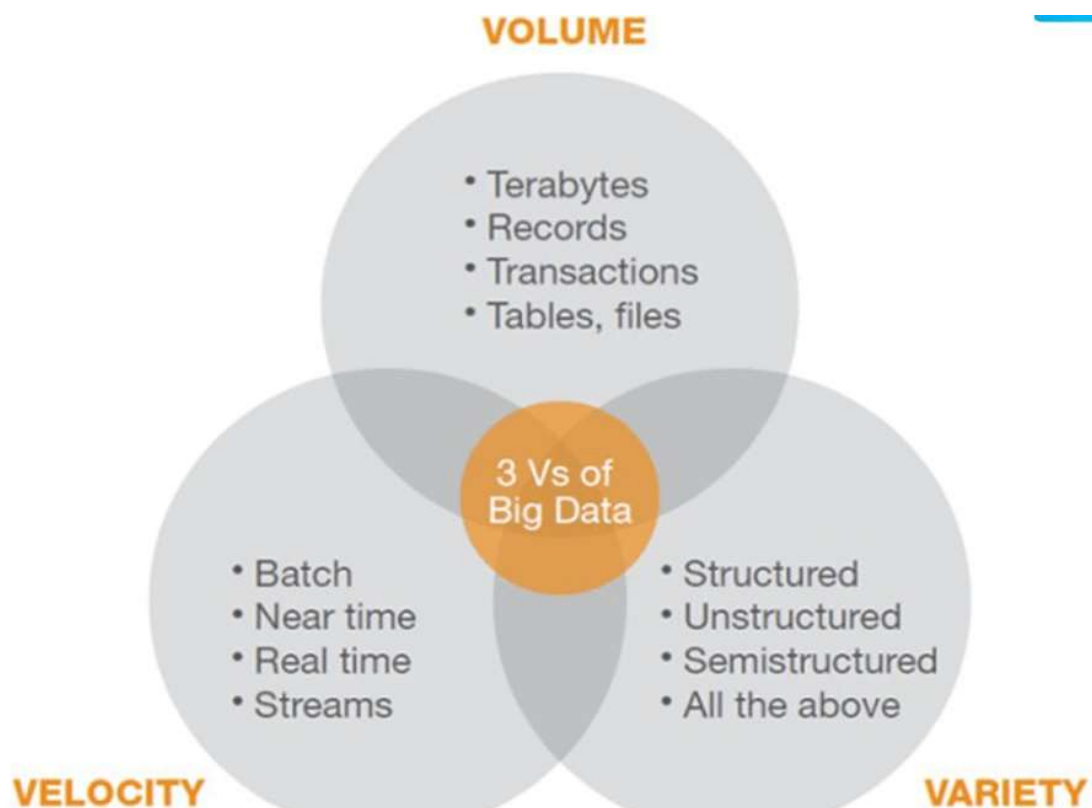 VOLUME
• Terabytes
• Records
• Transactions
• Tables, files
3 Vs of
Big Data
• Batch
• Near time
• Real time
• Streams
• Structured
• Unstructured
• Semistructured
• All the above
VELOCITY
VARIETY